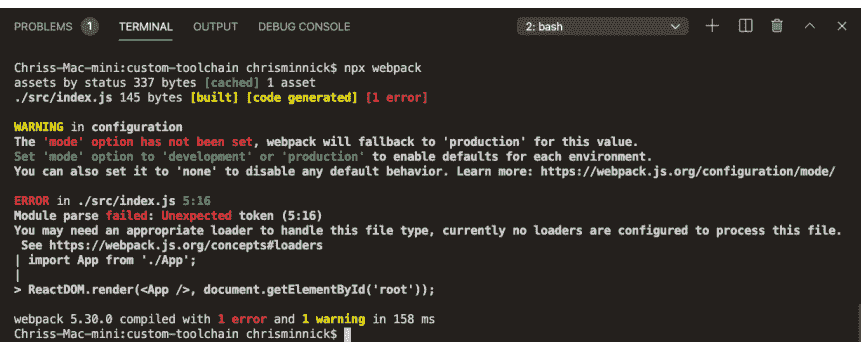 PROBLEMS 1 TERMINAL OUTPUT DEBUG CONSOLE 2: bash
Chriss-Mac-mini:custom-toolchain chrisminnick$ npx webpack
assets by status 337 bytes [cached] 1 asset
./src/index.js 145 bytes [built] [code generated] [1 error]
WARNING in configuration
The 'mode' option has not been set, webpack will fallback to 'production' for this value.
Set 'mode' option to 'development' or 'production' to enable defaults for each environment.
You can also set it to 'none' to disable any default behavior. Learn more: https://webpack.js.org/configuration/mode/
ERROR in ./src/index.js 5:16
Module parse failed: Unexpected token (5:16)
You may need an appropriate loader to handle this file type, currently no loaders are configured to process this file.
See https://webpack.js.org/concepts#loaders
| import App from './App';
|
> ReactDOM.render(<App />, document.getElementById('root'));
webpack 5.30.0 compiled with 1 error and 1 warning in 158 ms
Chriss-Mac-mini:custom-toolchain chrisminnick$